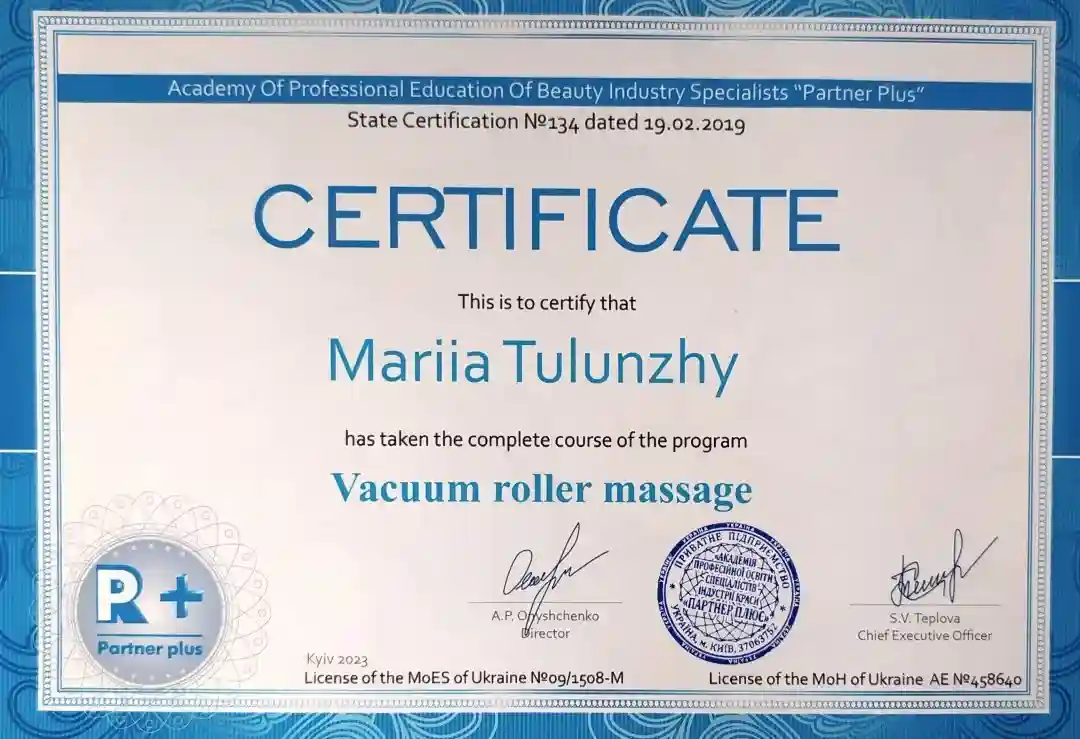 Academy Of Professional Education Of Beauty Industry Specialists “Partner Plus”
State Certification №134 dated 19.02.2019
CERTIFICATE
This is to certify that
Mariia Tulunzhy
has taken the complete course of the program
Vacuum roller massage
A.P. Onyshchenko
Director
ПРИВАТНЕ ПІДПРИЄМСТВО
«АКАДЕМІЯ
ПРОФЕСІЙНОЇ ОСВІТИ
СПЕЦІАЛІСТІВ
ІНДУСТРІЇ КРАСИ
«ПАРТНЕР ПЛЮС»
УКРАЇНА, м. КИЇВ, 37063752
S.V. Teplova
Chief Executive Officer
R+
Partner plus
Kyiv 2023
License of the MoES of Ukraine №09/1508-M
License of the MoH of Ukraine AE №458640